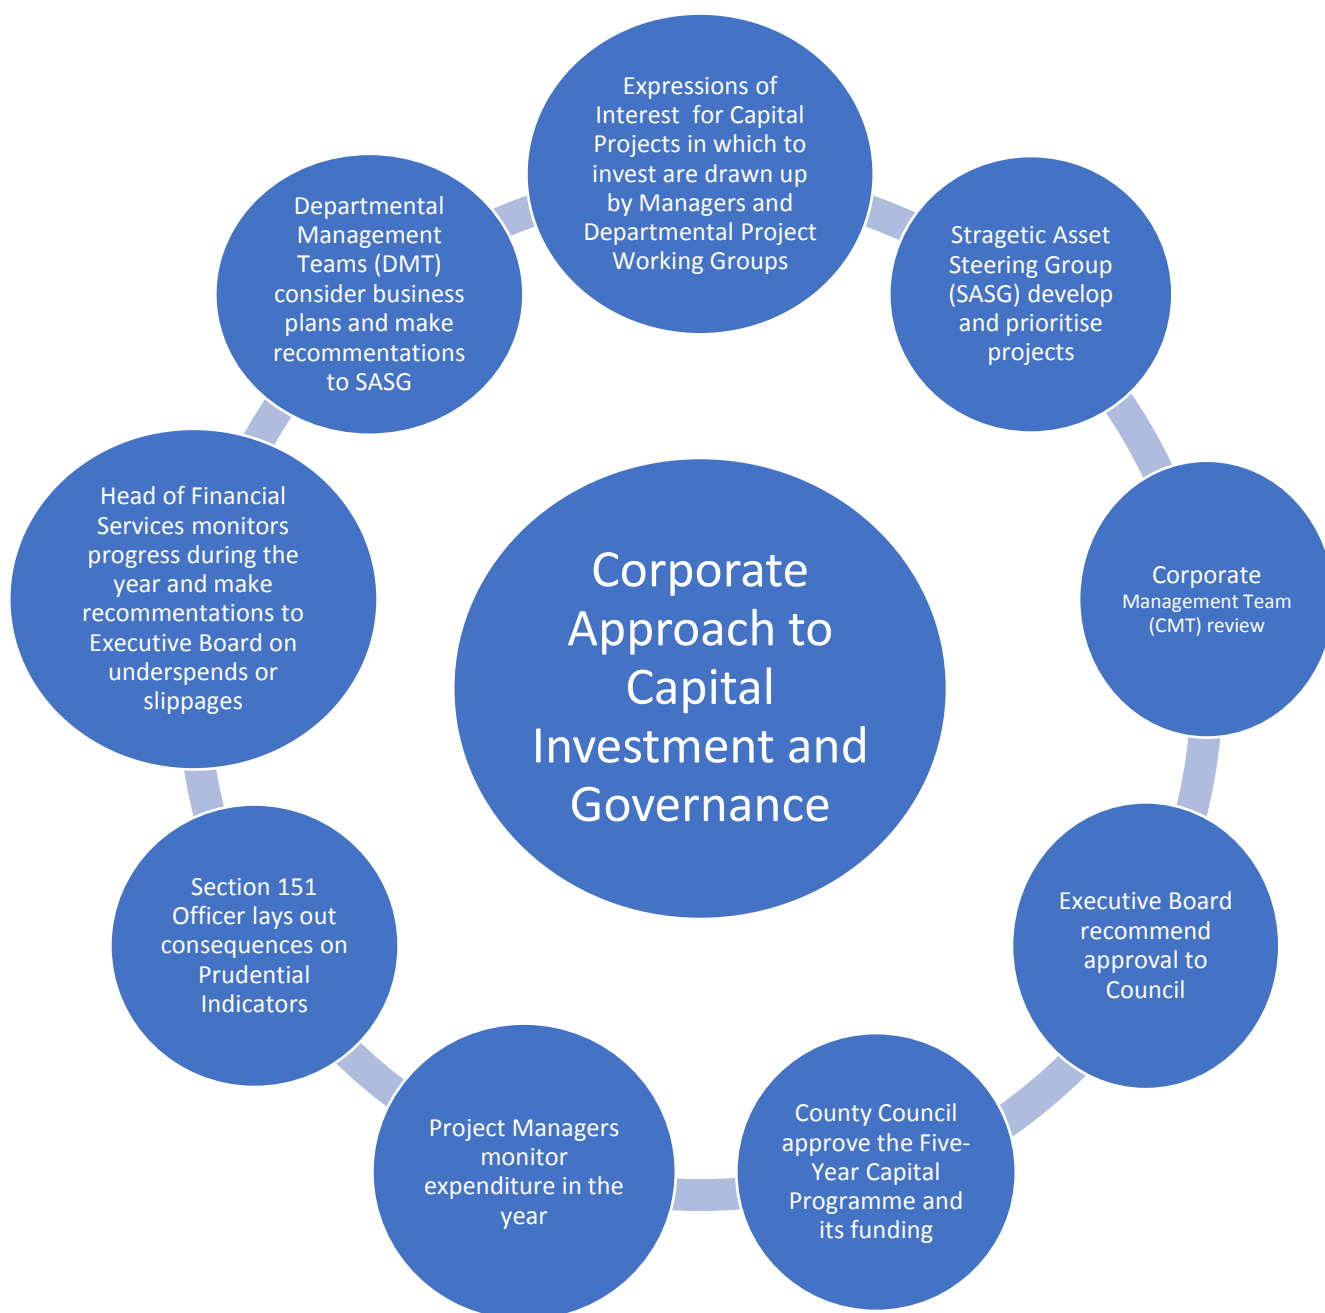 Expressions of
Interest for Capital
Projects in which to
invest are drawn up
by Managers and
Departmental Project
Working Groups
Stragetic Asset
Steering Group
(SASG) develop
and prioritise
projects
Corporate
Management Team
(CMT) review
Executive Board
recommend
approval to
Council
County Council
approve the Five-
Year Capital
Programme and
its funding
Project Managers
monitor
expenditure in the
year
Section 151
Officer lays out
consequences on
Prudential
Indicators
Head of Financial
Services monitors
progress during the
year and make
recommentations to
Executive Board on
underspends or
slippages
Departmental
Management
Teams (DMT)
consider business
plans and make
recommentations
to SASG
Corporate
Approach to
Capital
Investment and
Governance